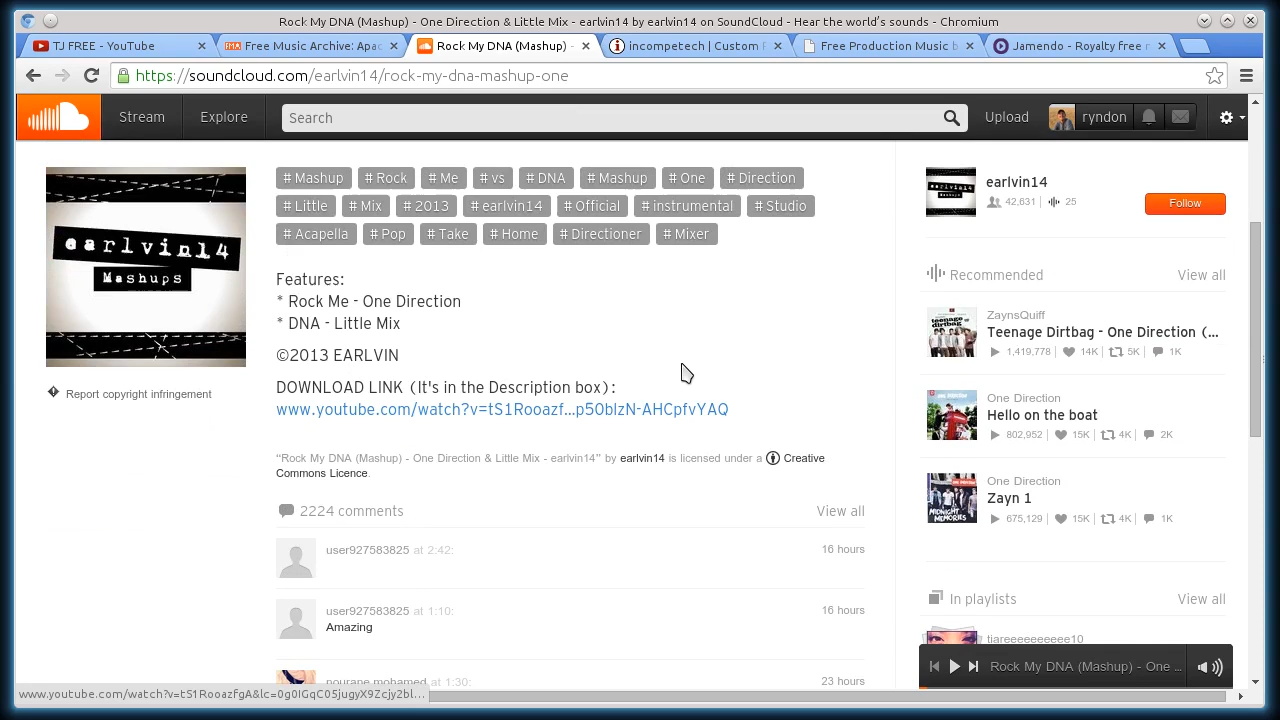 Rock My DNA (Mashup) - One Direction & Little Mix - earlvin14 by earlvin14 on SoundCloud - Hear the world's sounds - Chromium
TJ FREE - YouTube
Free Music Archive: Apac
Rock My DNA (Mashup) -
incompetech | Custom F
Free Production Music b
Jamendo - Royalty Free r
https://soundcloud.com/earlvin14/rock-my-dna-mashup-one
Stream
Explore
Search
Upload
ryndon
earlvin14
Mashups
# Mashup # Rock # Me # vs # DNA # Mashup # One # Direction
# Little # Mix # 2013 # earlvin14 # Official # instrumental # Studio
# Acapella # Pop # Take # Home # Directioner # Mixer
Report copyright infringement
Features:
* Rock Me - One Direction
* DNA - Little Mix
©2013 EARLVIN
DOWNLOAD LINK (It's in the Description box):
www.youtube.com/watch?v=tS1Rooazf...p50blzN-AHCpfvYAQ
“Rock My DNA (Mashup) - One Direction & Little Mix - earlvin14” by earlvin14 is licensed under a Creative
Commons Licence.
2224 comments View all
user927583825 at 2:42: 16 hours
user927583825 at 1:10: 16 hours
Amazing
nourane mohamed at 1:30: 23 hours
earlvin14
42,631 25
Follow
Recommended View all
ZaynsQuiff
Teenage Dirtbag - One Direction (...
1,419,778 14K 5K 1K
One Direction
Hello on the boat
802,952 15K 4K 2K
One Direction
Zayn 1
675,129 15K 4K 1K
MIDNIGHT MEMORIES
In playlists View all
tiareeeeeeeeee10
Rock My DNA (Mashup) - One ...